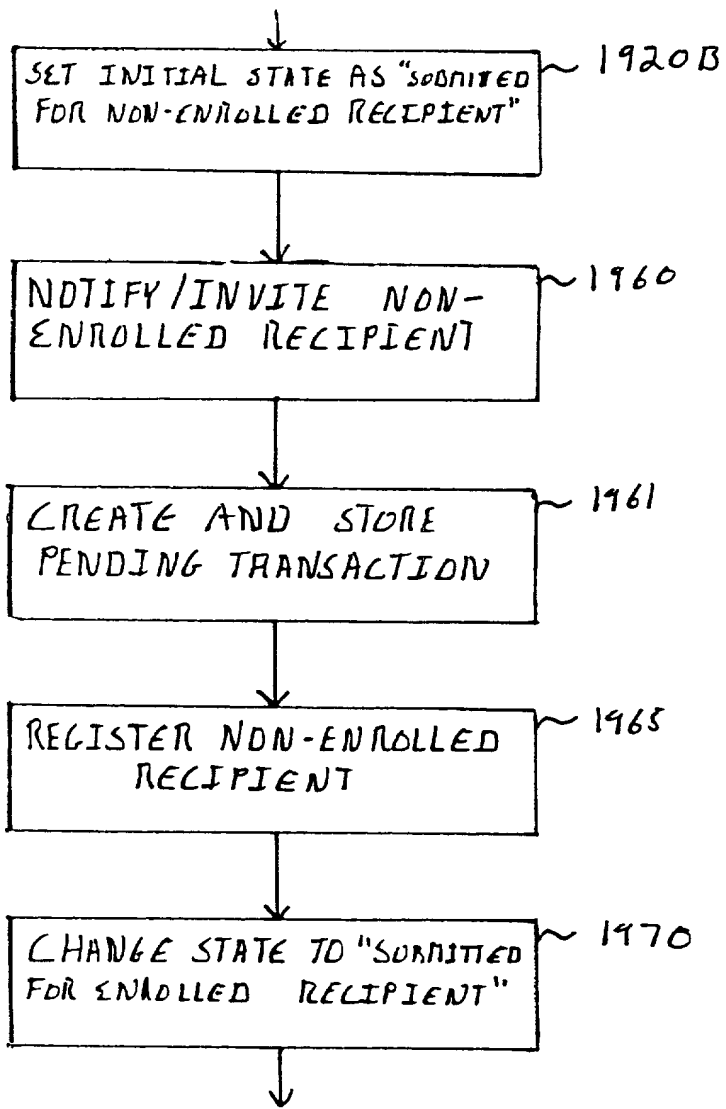 SET INITIAL STATE AS "SUBMITTED
FOR NON-ENROLLED RECIPIENT"
1920B
NOTIFY/INVITE NON-
ENROLLED RECIPIENT
1960
CREATE AND STORE
PENDING TRANSACTION
1961
REGISTER NON-ENROLLED
RECIPIENT
1965
CHANGE STATE TO "SUBMITTED
FOR ENROLLED RECIPIENT"
1970